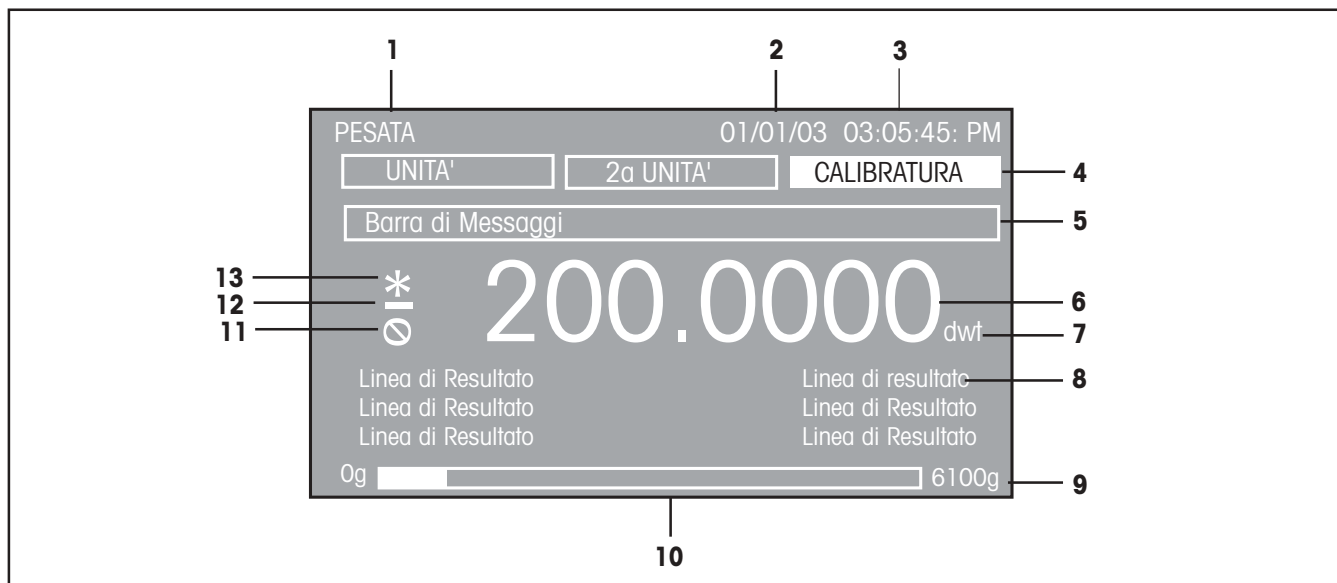 1 2 3
PESATA 01/01/03 03:05:45: PM
UNITA' 2a UNITA' CALIBRATURA 4
Barra di Messaggi 5
13 *
12
11
200.0000 6
dwt 7
Linea di Resultato Linea di resultato 8
Linea di Resultato Linea di Resultato
Linea di Resultato Linea di Resultato
0g 6100g 9
10